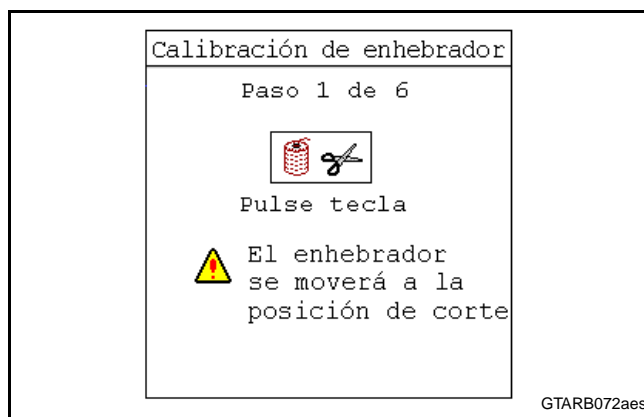 Calibración de enhebrador
Paso 1 de 6
Pulse tecla
El enhebrador
se moverá a la
posición de corte
GTARB072aes